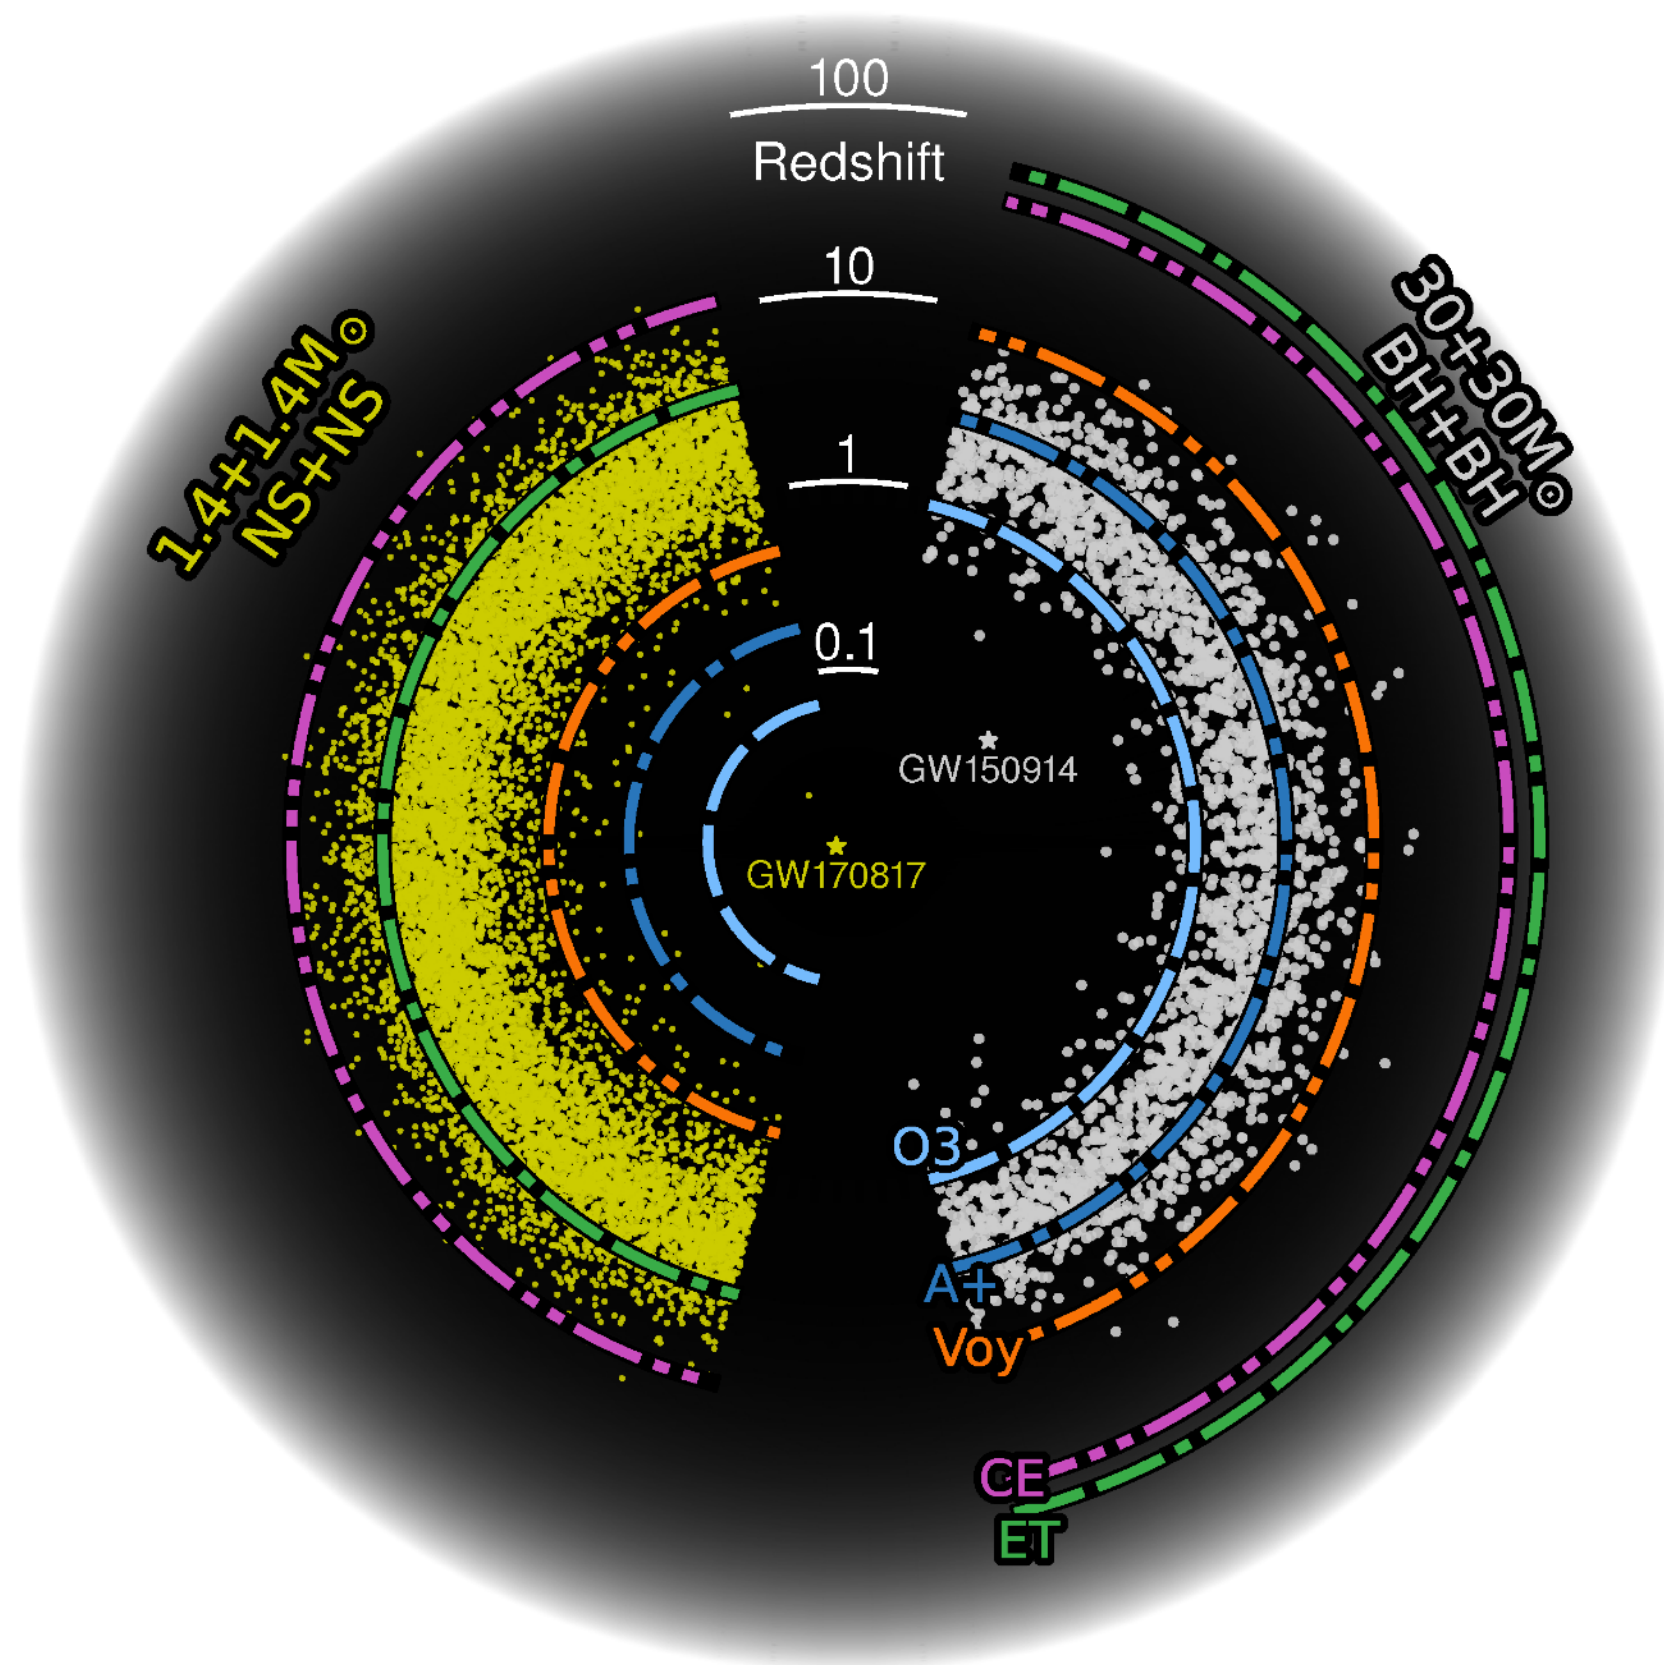 100
Redshift
10
1
0.1
1.4+1.4M⊙
NS+NS
30+30M⊙
BH+BH
GW150914
GW170817
O3
A+
Voy
CE
ET